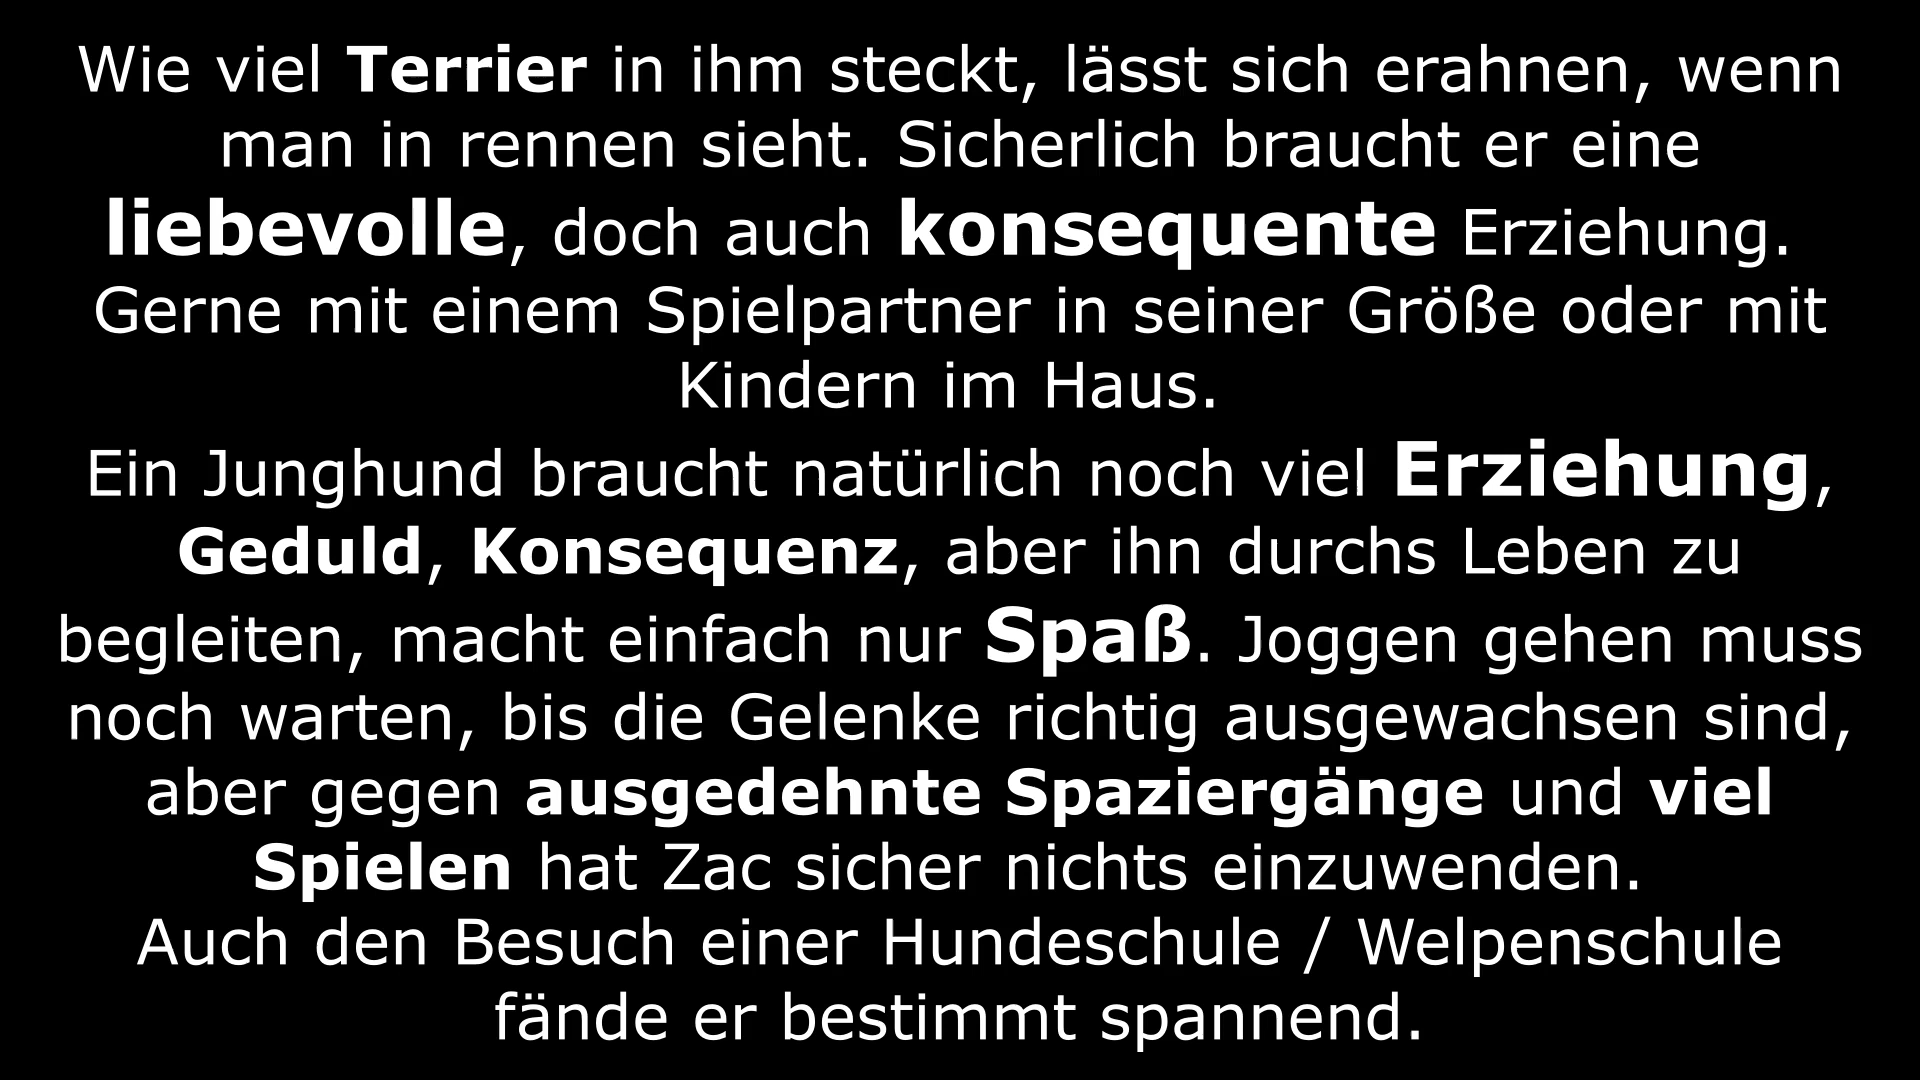 Wie viel Terrier in ihm steckt, lässt sich erahnen, wenn
man in rennen sieht. Sicherlich braucht er eine
liebevolle, doch auch konsequente Erziehung.
Gerne mit einem Spielpartner in seiner Größe oder mit
Kindern im Haus.
Ein Junghund braucht natürlich noch viel Erziehung,
Geduld, Konsequenz, aber ihn durchs Leben zu
begleiten, macht einfach nur Spaß. Joggen gehen muss
noch warten, bis die Gelenke richtig ausgewachsen sind,
aber gegen ausgedehnte Spaziergänge und viel
Spielen hat Zac sicher nichts einzuwenden.
Auch den Besuch einer Hundeschule / Welpenschule
fände er bestimmt spannend.